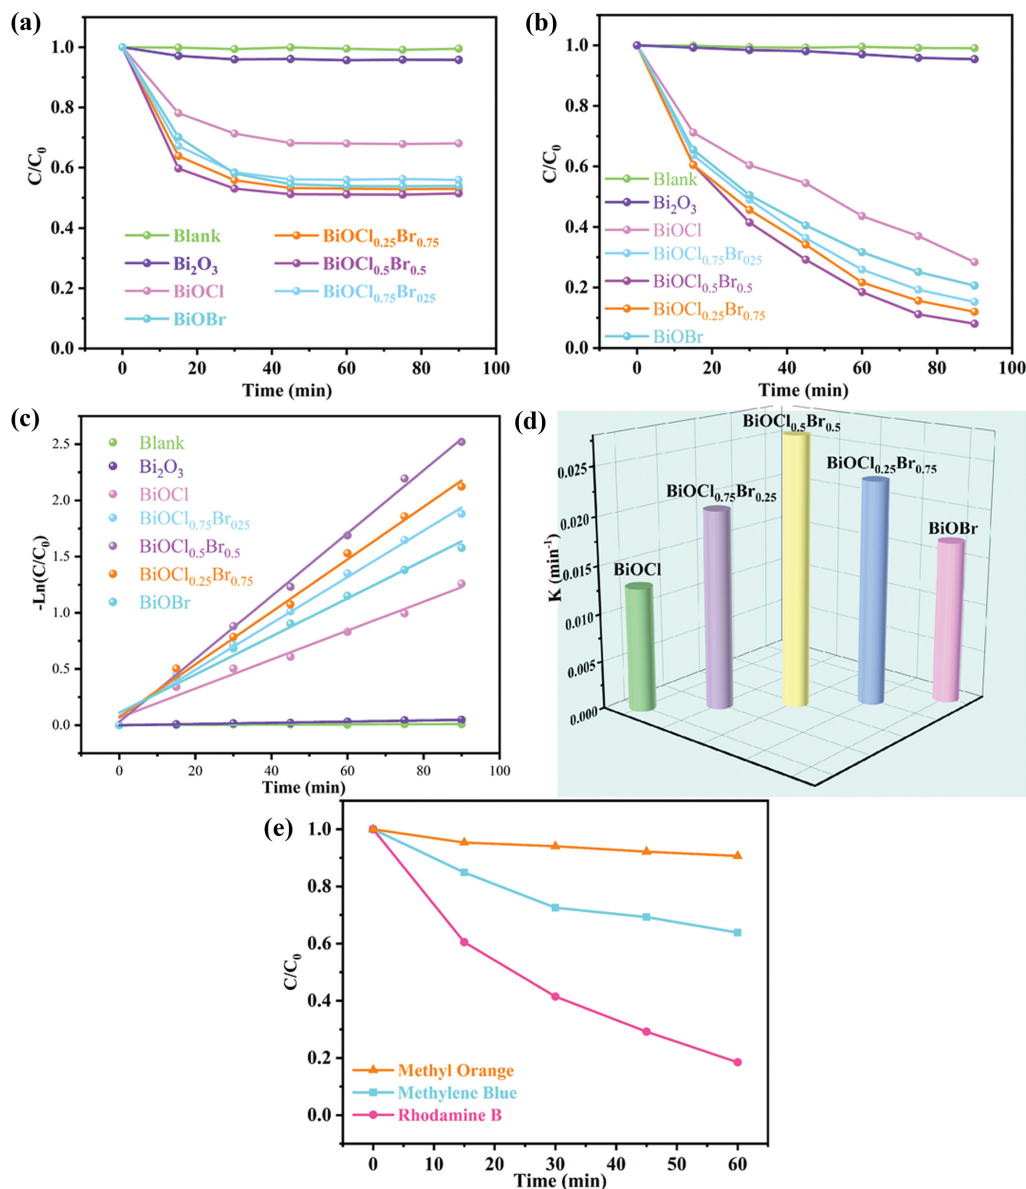 (a)
C/C0
1.0
0.8
0.6
0.4
0.2
0.0
Blank
Bi2O3
BiOCl
BiOBr
BiOCl0.25Br0.75
BiOCl0.5Br0.5
BiOCl0.75Br025
0 20 40 60 80 100
Time (min)
(b)
C/C0
1.0
0.8
0.6
0.4
0.2
0.0
Blank
Bi2O3
BiOCl
BiOCl0.75Br025
BiOCl0.5Br0.5
BiOCl0.25Br0.75
BiOBr
0 20 40 60 80 100
Time (min)
(c)
-Ln(C/C0)
2.5
2.0
1.5
1.0
0.5
0.0
Blank
Bi2O3
BiOCl
BiOCl0.75Br025
BiOCl0.5Br0.5
BiOCl0.25Br0.75
BiOBr
0 20 40 60 80 100
Time (min)
(d)
K (min-1)
0.025
0.020
0.015
0.010
0.005
0.000
BiOCl
BiOCl0.75Br0.25
BiOCl0.5Br0.5
BiOCl0.25Br0.75
BiOBr
(e)
C/C0
1.0
0.8
0.6
0.4
0.2
0.0
Methyl Orange
Methylene Blue
Rhodamine B
0 10 20 30 40 50 60
Time (min)